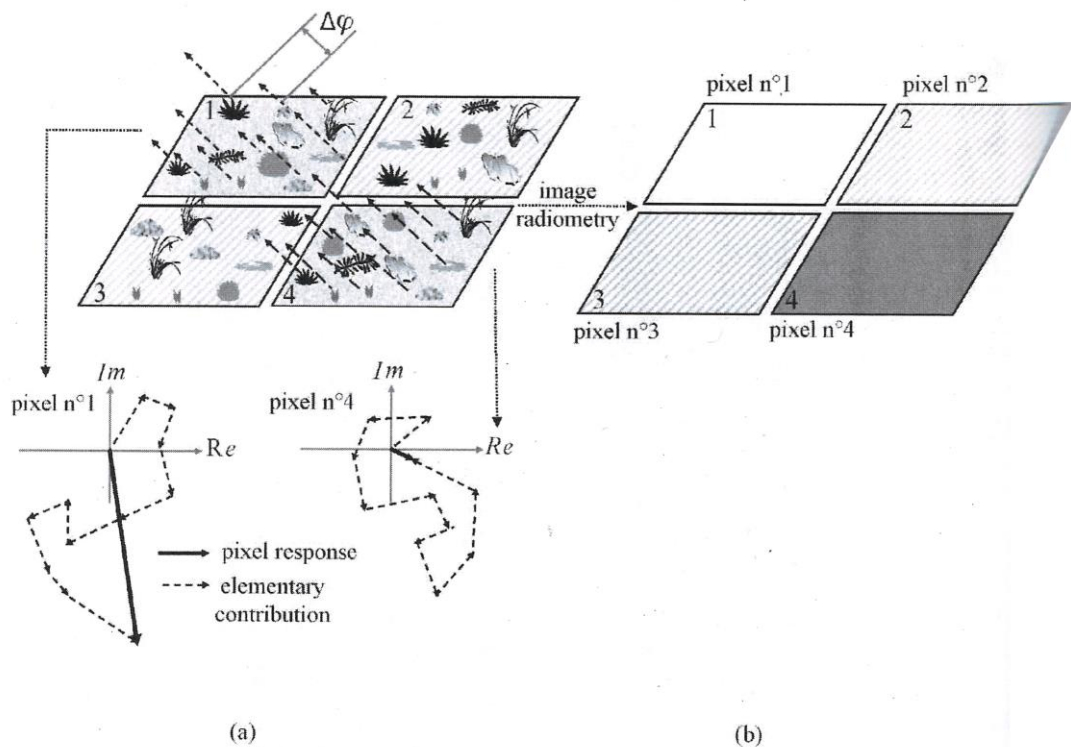 Δφ
pixel n°1
pixel n°2
1
2
1
2
image
radiometry
3
4
3
4
pixel n°3
pixel n°4
Im
Im
pixel n°1
pixel n°4
Re
Re
pixel response
elementary
contribution
(a)
(b)